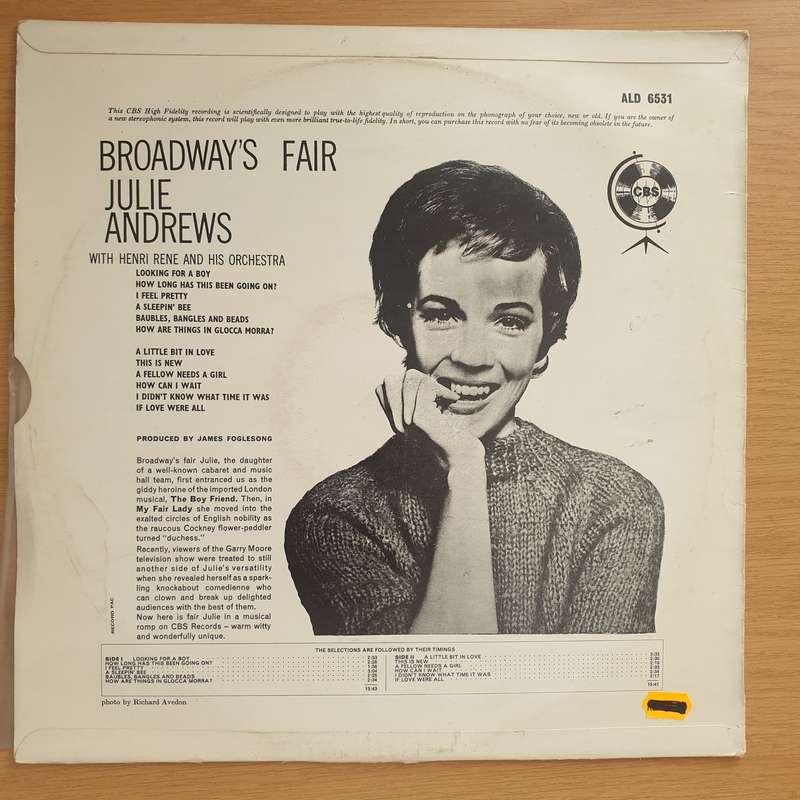 ALD 6531
This CBS High Fidelity recording is scientifically designed to play with the highest quality of reproduction on the phonograph of your choice, new or old. If you are the owner of
a new stereophonic system, this record will play with even more brilliant true-to-life fidelity. In short, you can purchase this record with no fear of its becoming obsolete in the future.
BROADWAY'S FAIR
JULIE
ANDREWS
CBS
WITH HENRI RENE AND HIS ORCHESTRA
LOOKING FOR A BOY
HOW LONG HAS THIS BEEN GOING ON?
I FEEL PRETTY
A SLEEPIN' BEE
BAUBLES, BANGLES AND BEADS
HOW ARE THINGS IN GLOCCA MORRA?
A LITTLE BIT IN LOVE
THIS IS NEW
A FELLOW NEEDS A GIRL
HOW CAN I WAIT
I DIDN'T KNOW WHAT TIME IT WAS
IF LOVE WERE ALL
PRODUCED BY JAMES FOGLESONG
Broadway's fair Julie, the daughter
of a well-known cabaret and music
hall team, first entranced us as the
giddy heroine of the imported London
musical, The Boy Friend. Then, in
My Fair Lady she moved into the
exalted circles of English nobility as
the raucous Cockney flower-peddler
turned "duchess."
Recently, viewers of the Garry Moore
television show were treated to still
another side of Julie's versatility
when she revealed herself as a spark-
ling knockabout comedienne who
can clown and break up delighted
audiences with the best of them.
Now here is fair Julie in a musical
romp on CBS Records – warm witty
and wonderfully unique.
RECORD PAC
THE SELECTIONS ARE FOLLOWED BY THEIR TIMINGS
SIDE I LOOKING FOR A BOY
HOW LONG HAS THIS BEEN GOING ON?
I FEEL PRETTY
A SLEEPIN' BEE
BAUBLES, BANGLES AND BEADS
HOW ARE THINGS IN GLOCCA MORRA?
15:43
SIDE II A LITTLE BIT IN LOVE
THIS IS NEW
A FELLOW NEEDS A GIRL
HOW CAN I WAIT
I DIDN'T KNOW WHAT TIME IT WAS
IF LOVE WERE ALL
15:41
photo by Richard Avedon